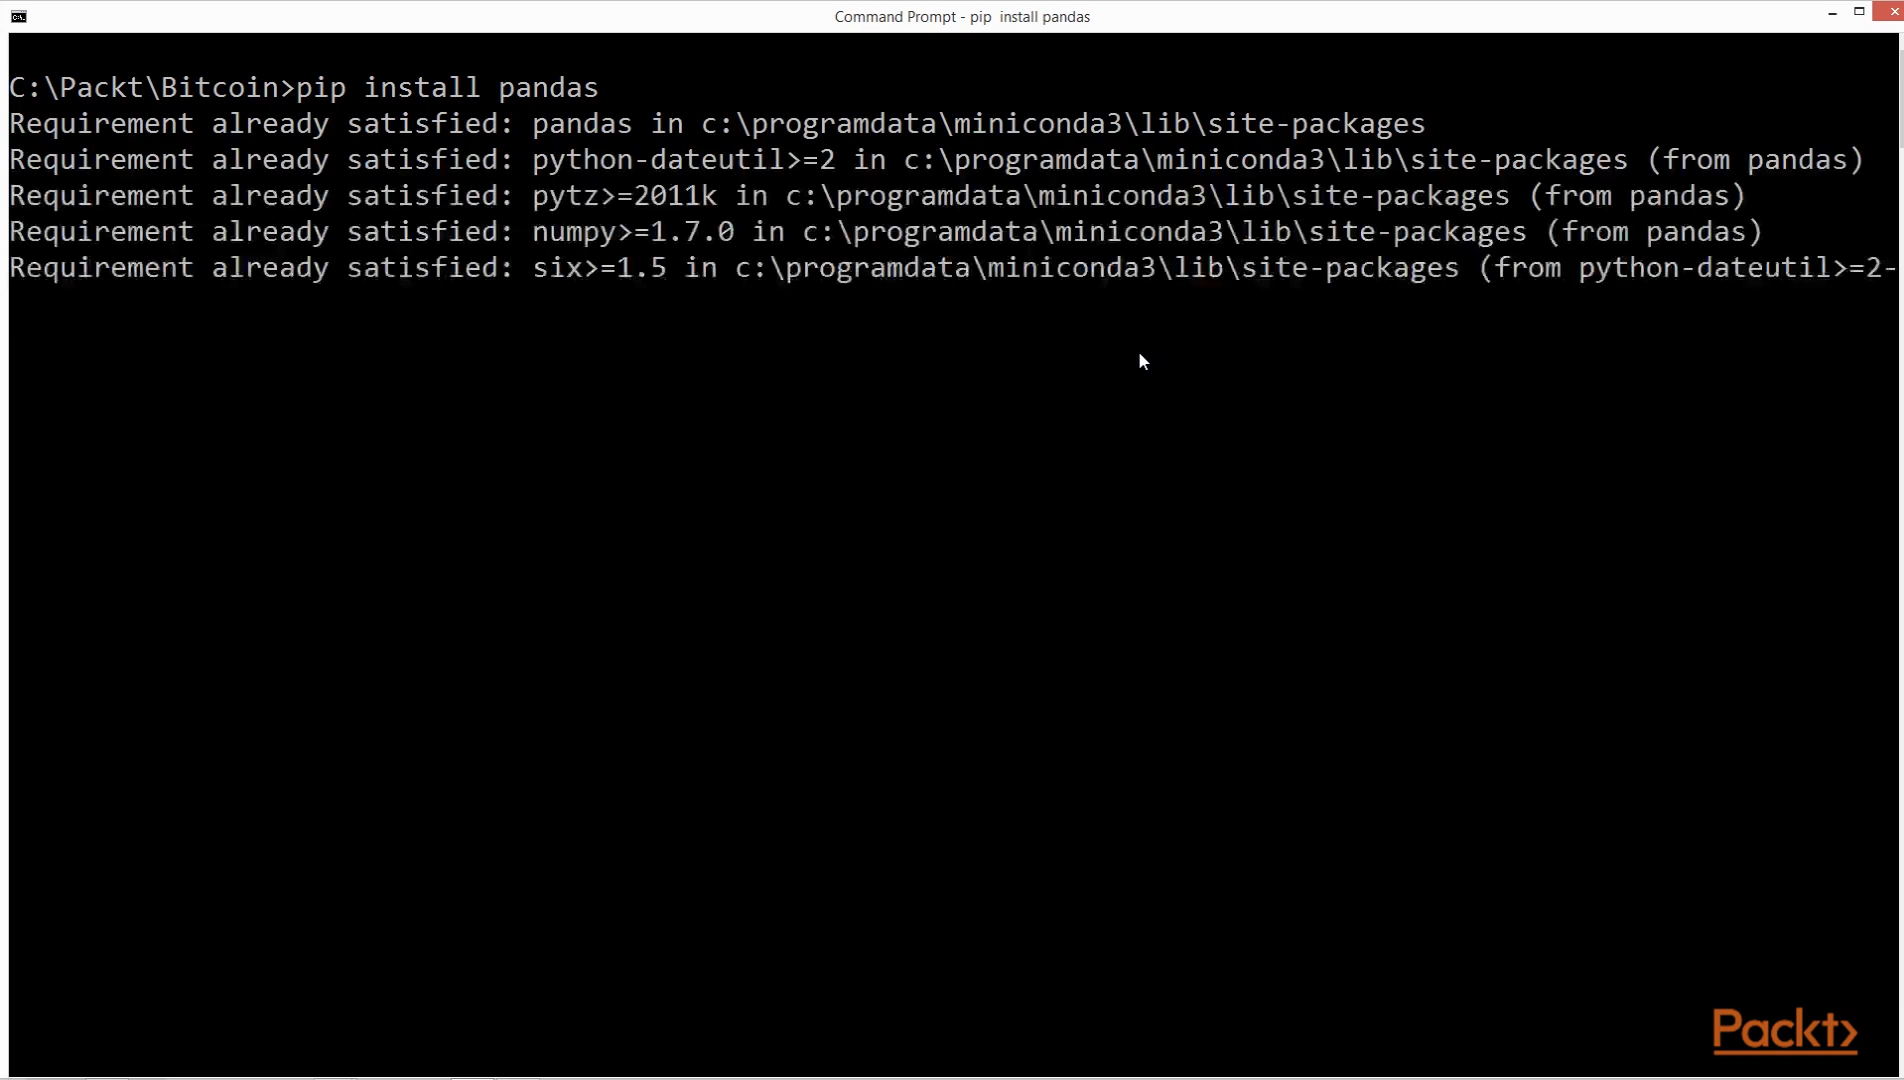 Command Prompt - pip  install pandas
C:\Packt\Bitcoin>pip install pandas
Requirement already satisfied: pandas in c:\programdata\miniconda3\lib\site-packages
Requirement already satisfied: python-dateutil>=2 in c:\programdata\miniconda3\lib\site-packages (from pandas)
Requirement already satisfied: pytz>=2011k in c:\programdata\miniconda3\lib\site-packages (from pandas)
Requirement already satisfied: numpy>=1.7.0 in c:\programdata\miniconda3\lib\site-packages (from pandas)
Requirement already satisfied: six>=1.5 in c:\programdata\miniconda3\lib\site-packages (from python-dateutil>=2-
Packt>